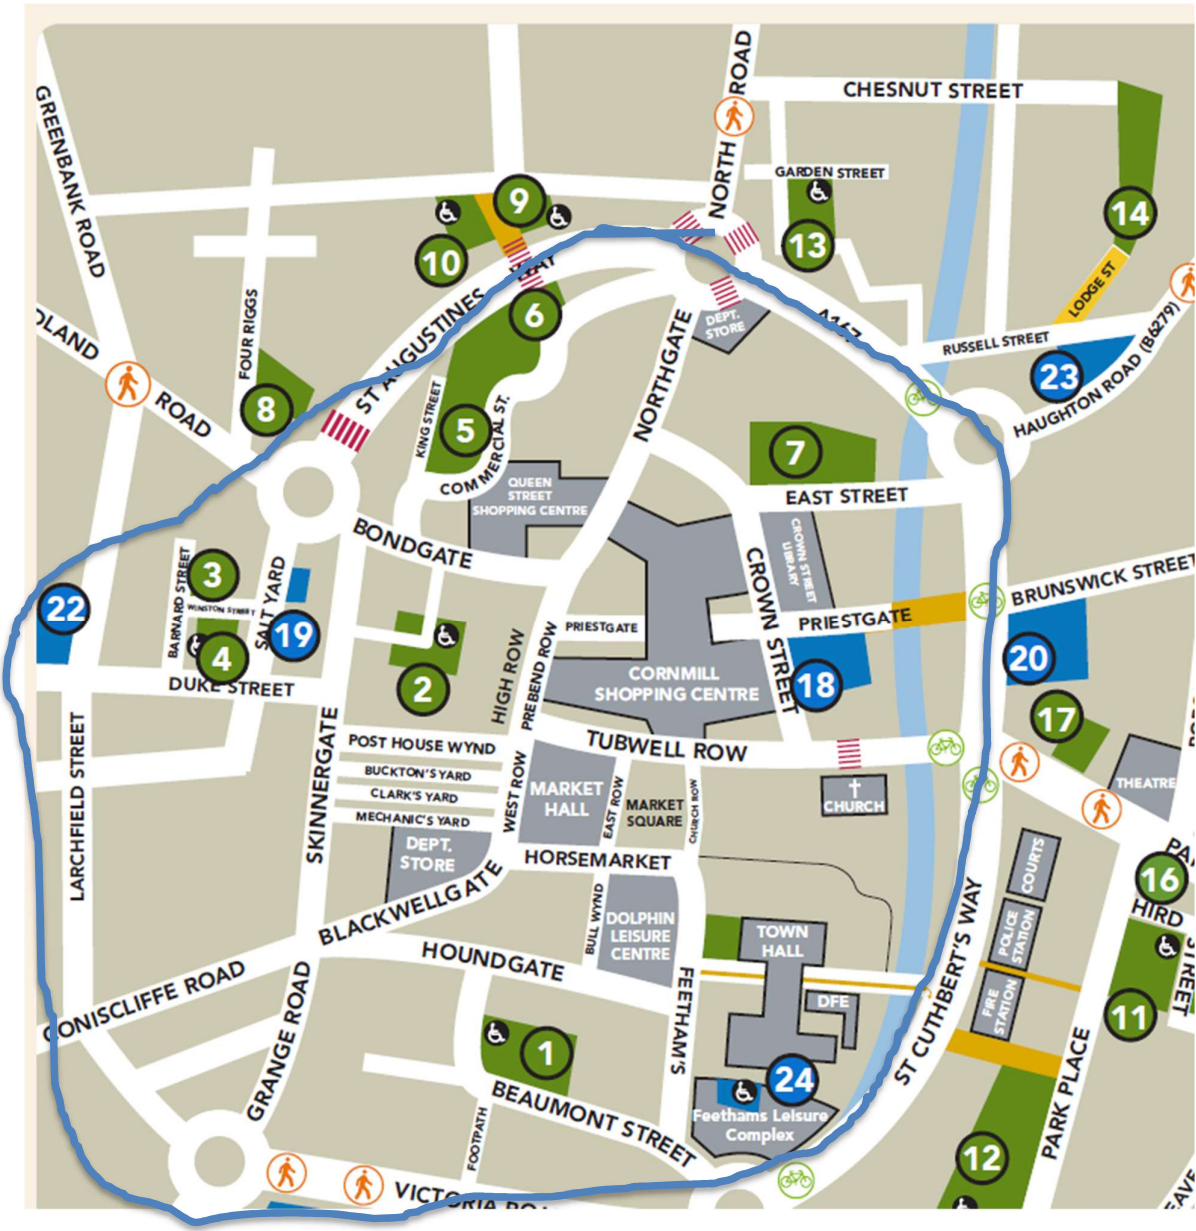 NORTH ROAD
CHESNUT STREET
GREENBANK ROAD
GARDEN STREET
9
14
13
10
WAY
ST AUGUSTINES
6
DEPT.
STORE
A167
LODGE ST
RUSSELL STREET
HAUGHTON ROAD (B6279)
23
FOUR RIGGS
ROAD
8
KING STREET
5
COMMERCIAL ST.
NORTHGATE
7
QUEEN
STREET
SHOPPING CENTRE
EAST STREET
BONDGATE
CROWN STREET
LIBRARY
CROWN STREET
BRUNSWICK STREET
3
BARNARD STREET
WINSTON STREET
SALT YARD
22
19
4
DUKE STREET
2
HIGH ROW
PREBEND ROW
PRIESTGATE
PRIESTGATE
CORNMILL
SHOPPING CENTRE
18
20
17
THEATRE
LARCHFIELD STREET
SKINNERGATE
POST HOUSE WYND
BUCKTON'S YARD
CLARK'S YARD
MECHANIC'S YARD
TUBWELL ROW
WEST ROW
MARKET
HALL
EAST ROW
MARKET
SQUARE
CHURCH ROW
CHURCH
DEPT.
STORE
HORSEMARKET
BLACKWELLGATE
COURTS
16
HIRD STREET
POLICE
STATION
FIRE
STATION
BULL WYND
DOLPHIN
LEISURE
CENTRE
TOWN
HALL
HOUNDGATE
CONISCLIFFE ROAD
FEETHAM'S
DFE
ST CUTHBERT'S WAY
11
GRANGE ROAD
1
24
Feethams Leisure
Complex
BEAUMONT STREET
PARK PLACE
FOOTPATH
12
VICTORIA